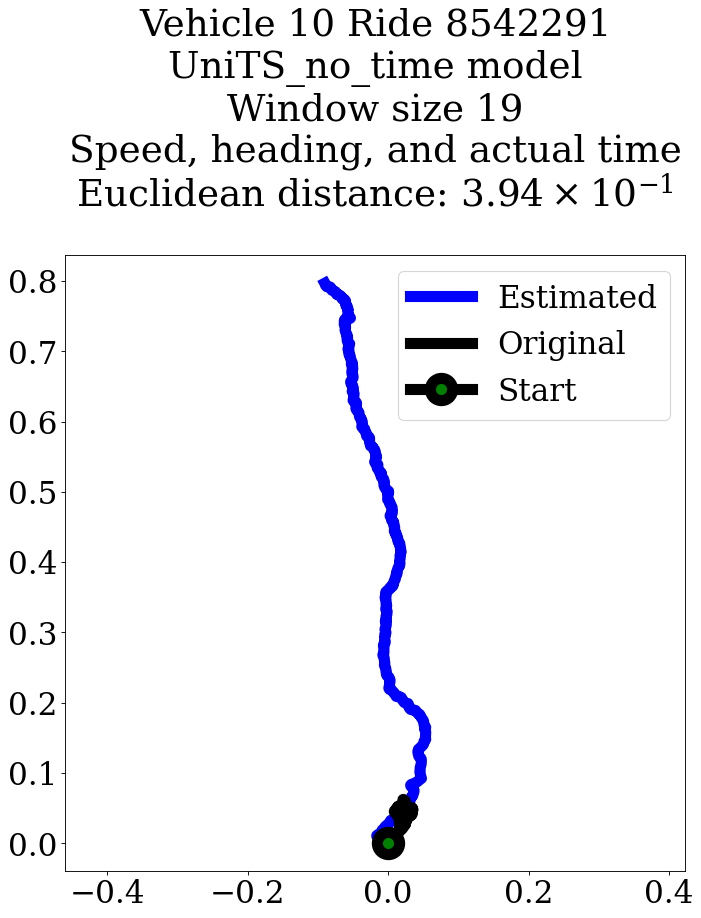 Vehicle 10 Ride 8542291
UniTS_no_time model
Window size 19
Speed, heading, and actual time
Euclidean distance: 3.94 × 10⁻¹
Estimated
Original
Start
0.8
0.7
0.6
0.5
0.4
0.3
0.2
0.1
0.0
−0.4 −0.2 0.0 0.2 0.4